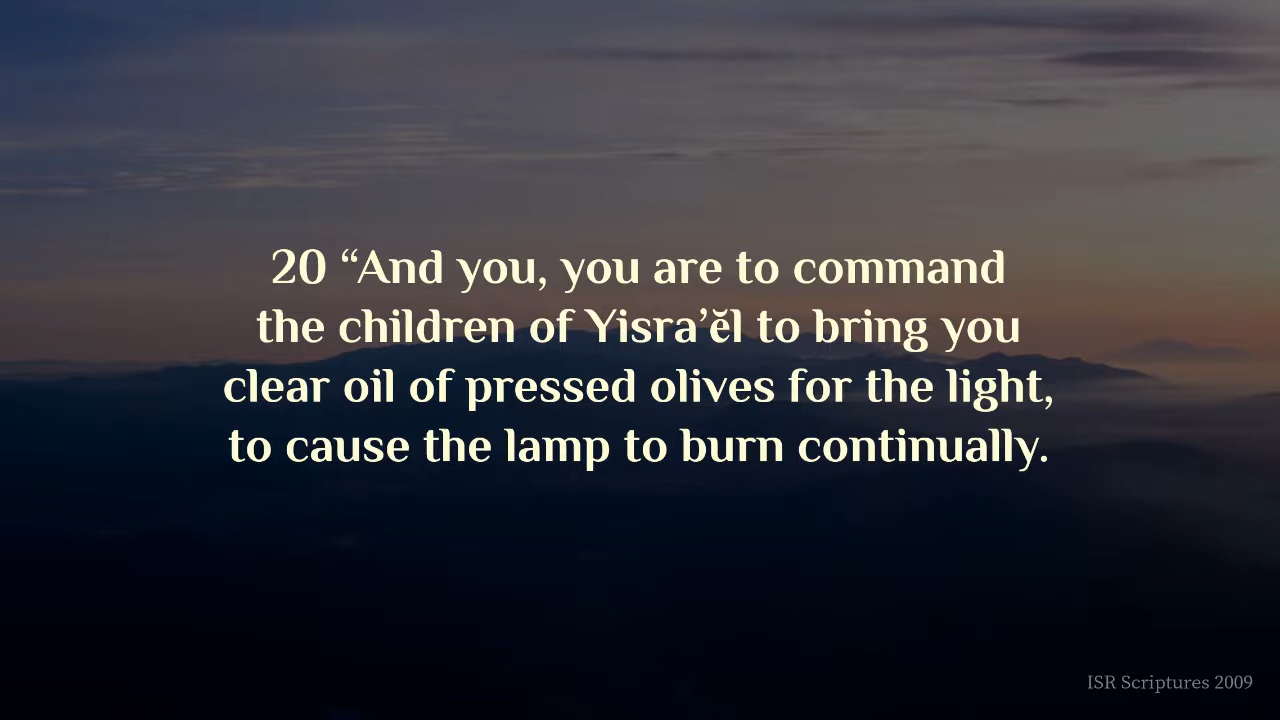 20 “And you, you are to command
the children of Yisra’ĕl to bring you
clear oil of pressed olives for the light,
to cause the lamp to burn continually.
ISR Scriptures 2009